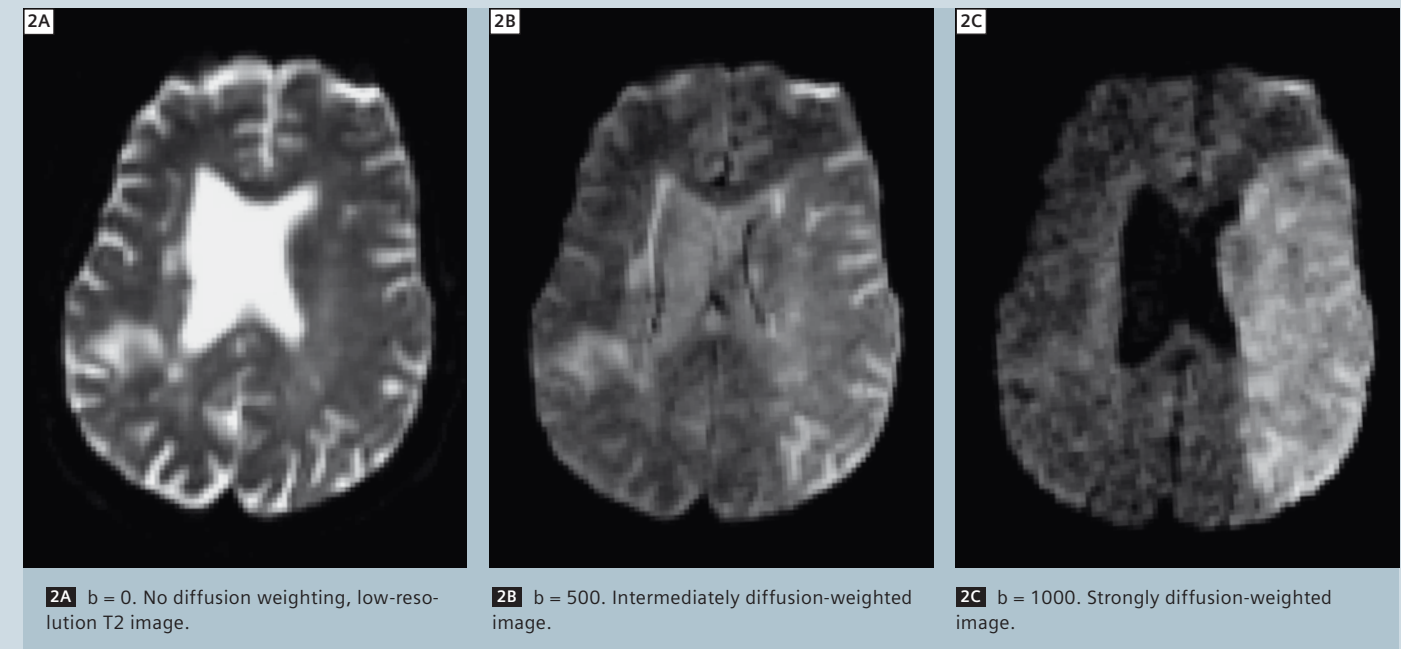 2A
2B
2C
2A b = 0. No diffusion weighting, low-reso-
lution T2 image.
2B b = 500. Intermediately diffusion-weighted
image.
2C b = 1000. Strongly diffusion-weighted
image.